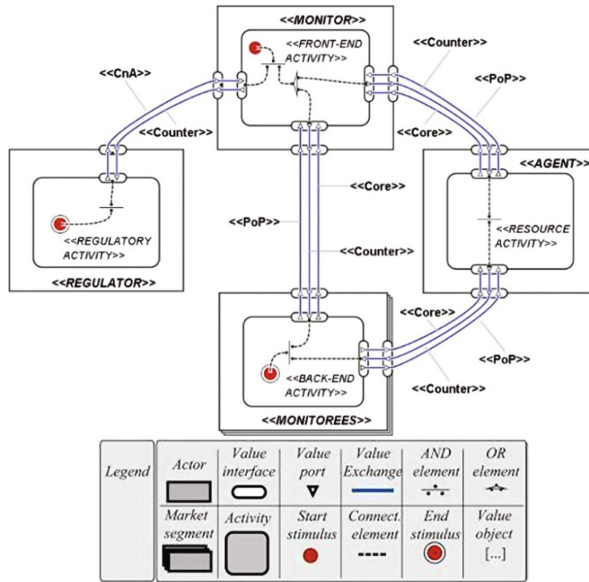 <<MONITOR>>
<<FRONT-END
ACTIVITY>>
<<Counter>>
<<CnA>>
<<PoP>>
<<Counter>>
<<Core>>
<<AGENT>>
<<Core>>
<<PoP>>
<<REGULATORY
ACTIVITY>>
<<RESOURCE
ACTIVITY>>
<<Counter>>
<<REGULATOR>>
<<Core>>
<<PoP>>
<<BACK-END
ACTIVITY>>
<<Counter>>
<<MONITOREES>>
Legend
Actor
Value
interface
Value
port
Value
Exchange
AND
element
OR
element
Market
segment
Activity
Start
stimulus
Connect.
element
End
stimulus
Value
object
[...]